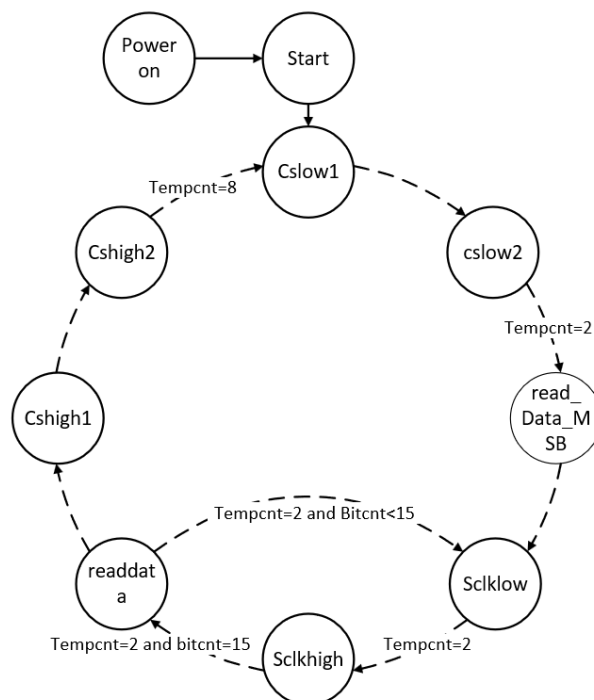 Power
on
Start
Cslow1
Tempcnt=8
Cshigh2
cslow2
Tempcnt=2
read_
Data_M
SB
Cshigh1
Tempcnt=2 and Bitcnt<15
readdat
a
Sclklow
Tempcnt=2 and bitcnt=15
Tempcnt=2
Sclkhigh